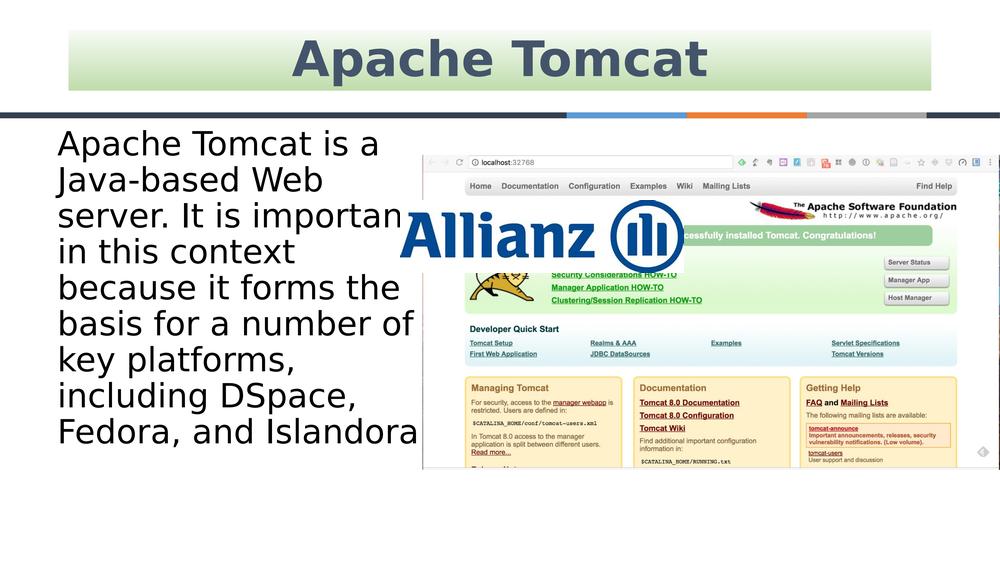 Apache Tomcat
Apache Tomcat is a
Java-based Web
server. It is importan
in this context
because it forms the
basis for a number of
key platforms,
including DSpace,
Fedora, and Islandora
localhost:32768
Home Documentation Configuration Examples Wiki Mailing Lists Find Help
The Apache Software Foundation
http://www.apache.org/
Allianz
cessfully installed Tomcat. Congratulations!
Security Considerations HOW-TO
Manager Application HOW-TO
Clustering/Session Replication HOW-TO
Server Status
Manager App
Host Manager
Developer Quick Start
Tomcat Setup Realms & AAA Examples Servlet Specifications
First Web Application JDBC DataSources Tomcat Versions
Managing Tomcat
For security, access to the manager webapp is
restricted. Users are defined in:
$CATALINA_HOME/conf/tomcat-users.xml
In Tomcat 8.0 access to the manager
application is split between different users.
Read more...
Documentation
Tomcat 8.0 Documentation
Tomcat 8.0 Configuration
Tomcat Wiki
Find additional important configuration
information in:
$CATALINA_HOME/RUNNING.txt
Getting Help
FAQ and Mailing Lists
The following mailing lists are available:
tomcat-announce
Important announcements, releases, security
vulnerability notifications. (Low volume).
tomcat-users
User support and discussion